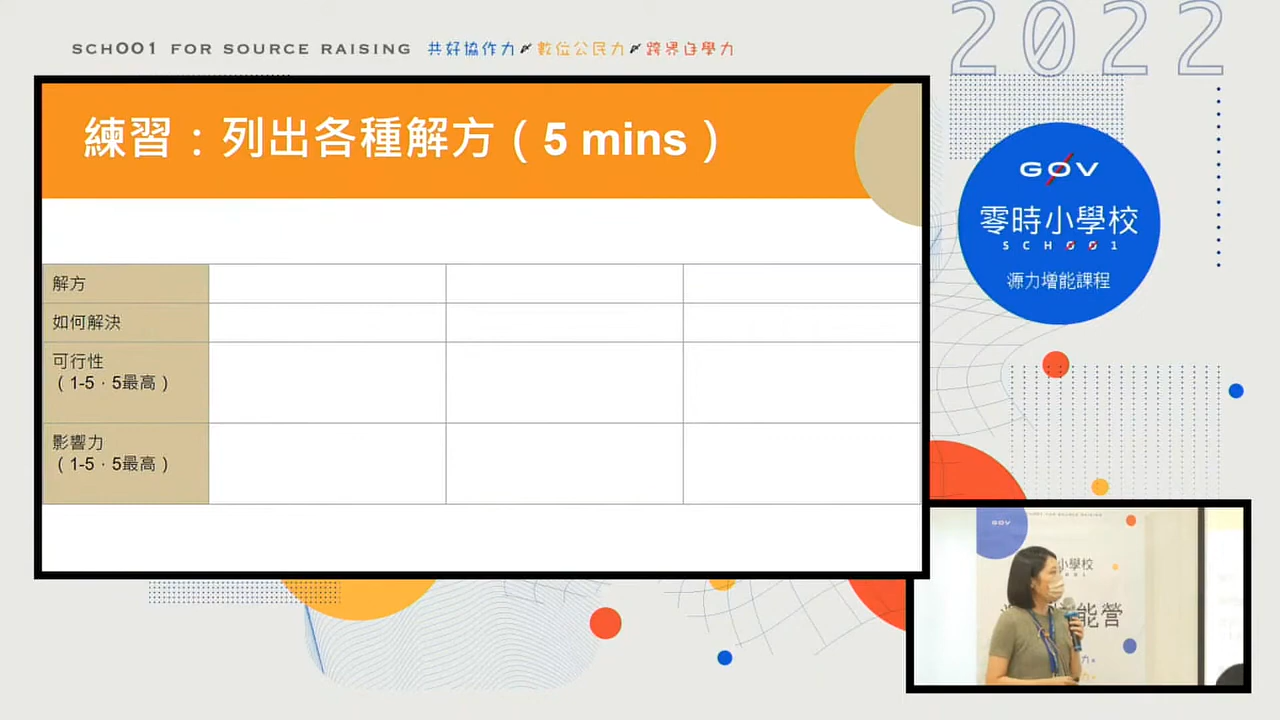 SCHOO1 FOR SOURCE RAISING 共好協作力 數位公民力 跨界自學力
2022
練習：列出各種解方（5 mins）
解方
如何解決
可行性
（1-5，5最高）
影響力
（1-5，5最高）
GOV
零時小學校
SCHOO1
源力增能課程
GOV
小學校
能營